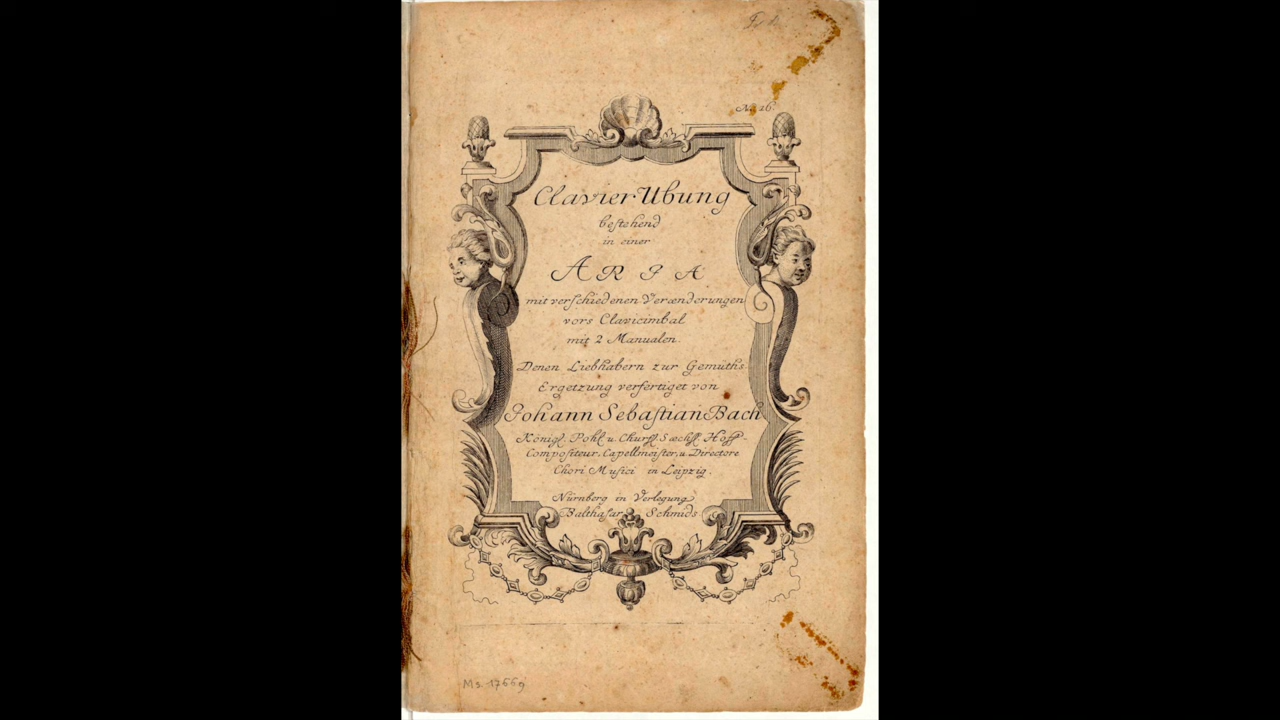 No 16.
Clavier Ubung
bestehend
in einer
ARIA
mit verschiedenen Verænderungen
vors Clavicimbal
mit 2 Manualen.
Denen Liebhabern zur Gemüths-
Ergetzung verfertiget von
Johann Sebastian Bach
Königl. Pohl. u. Churfl. Sæchs. Hoff-
Compositeur, Capellmeister, u. Directore
Chori Musici in Leipzig.
Nürnberg in Verlegung
Balthasar Schmids
Ms. 17669